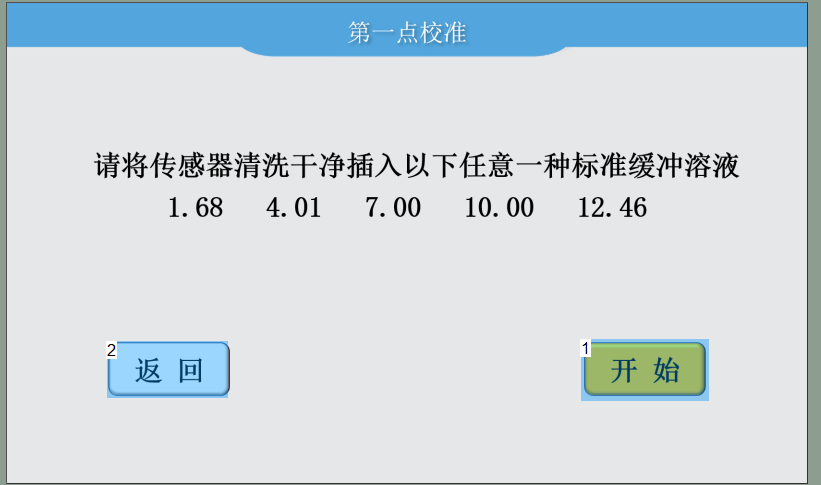 第一点校准
请将传感器清洗干净插入以下任意一种标准缓冲溶液
1.68 4.01 7.00 10.00 12.46
2 返 回
1 开 始